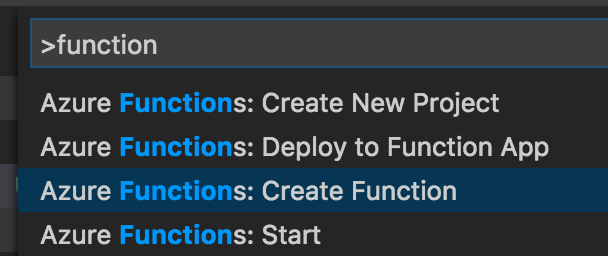 >function
Azure Functions: Create New Project
Azure Functions: Deploy to Function App
Azure Functions: Create Function
Azure Functions: Start